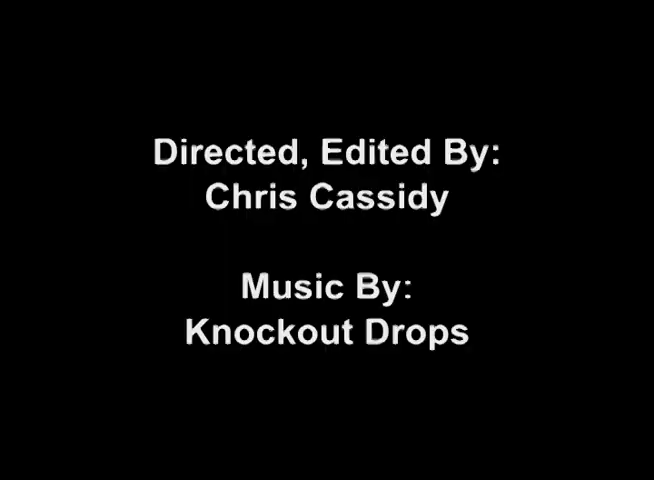 Directed, Edited By:
Chris Cassidy
Music By:
Knockout Drops